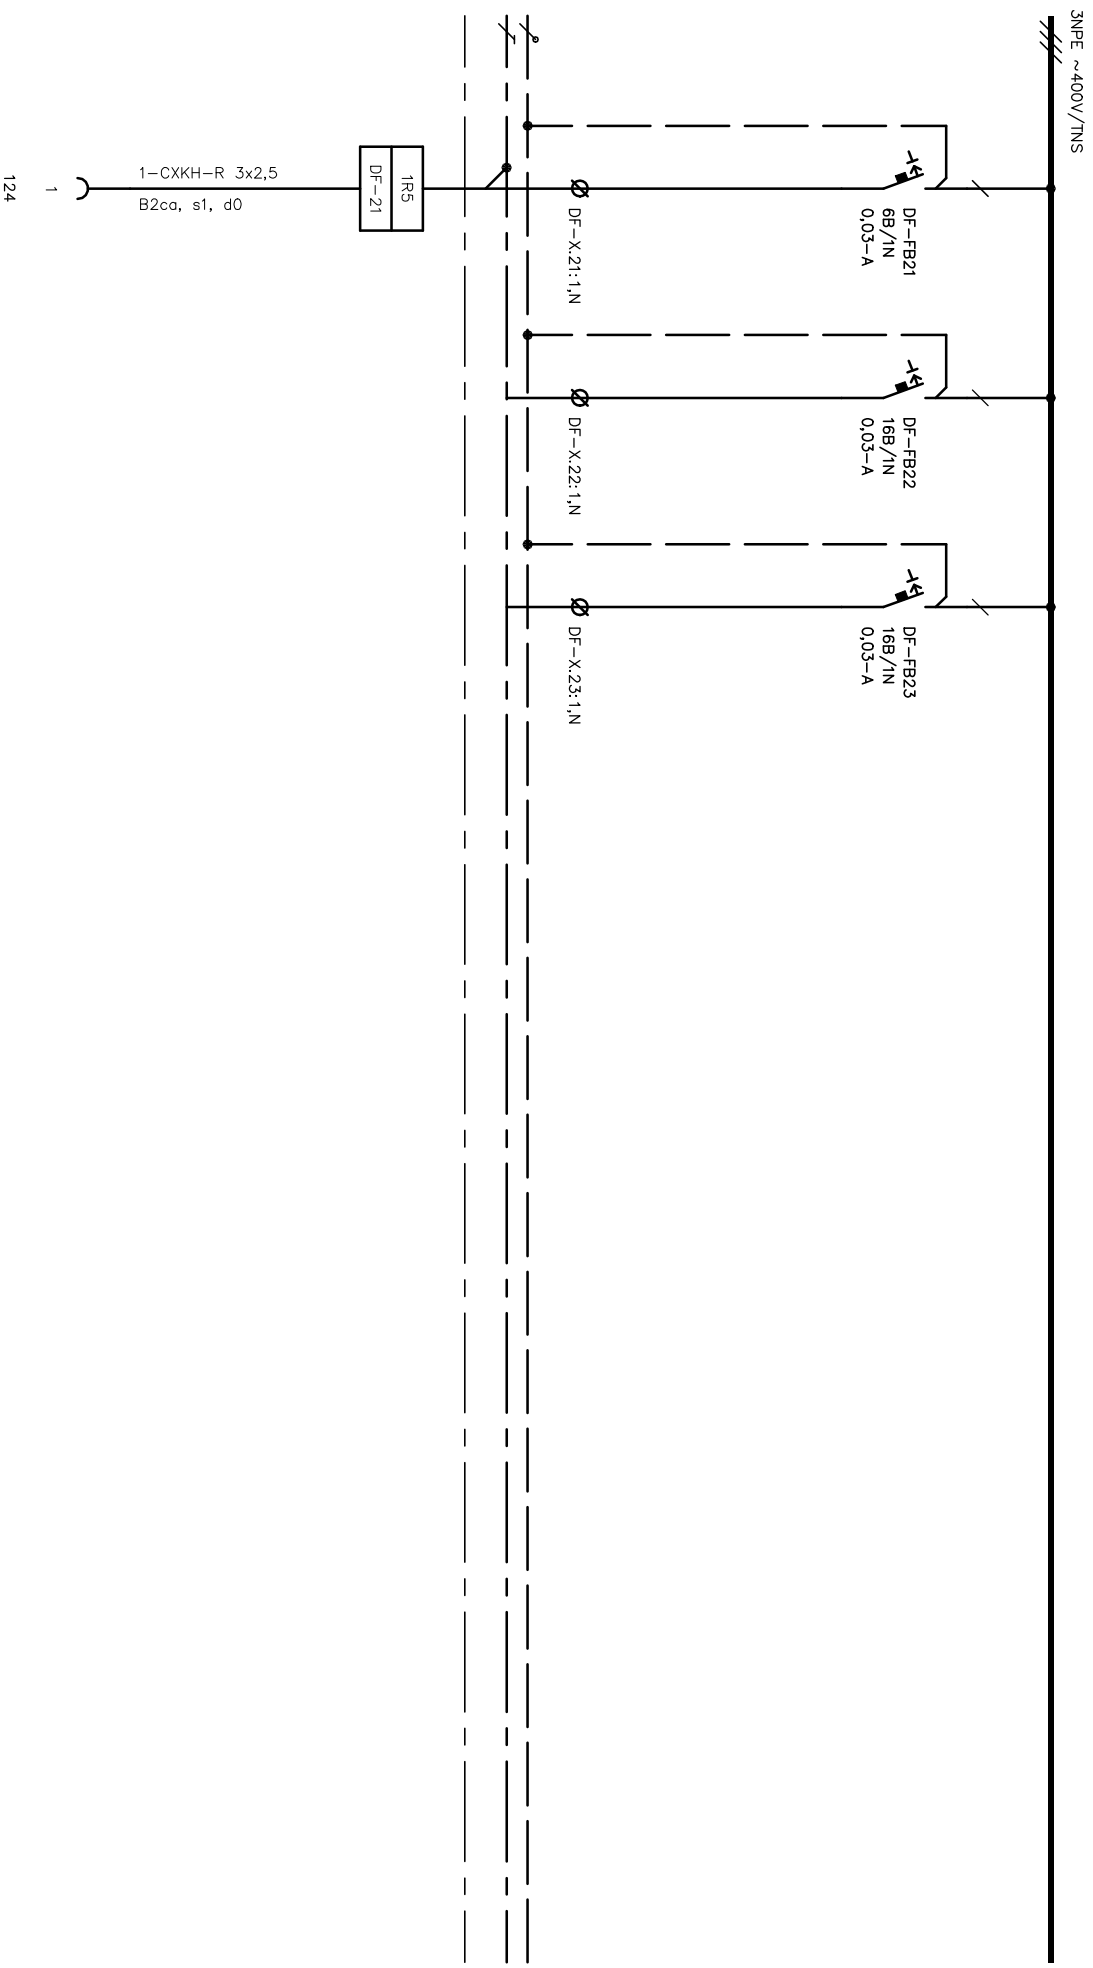 3NPE ~400V/TNS
DF-FB21
6B/1N
0,03-A
DF-FB22
16B/1N
0,03-A
DF-FB23
16B/1N
0,03-A
DF-X.21:1,N
DF-X.22:1,N
DF-X.23:1,N
1R5
DF-21
1-CXKH-R 3x2,5
B2ca, s1, d0
1
124